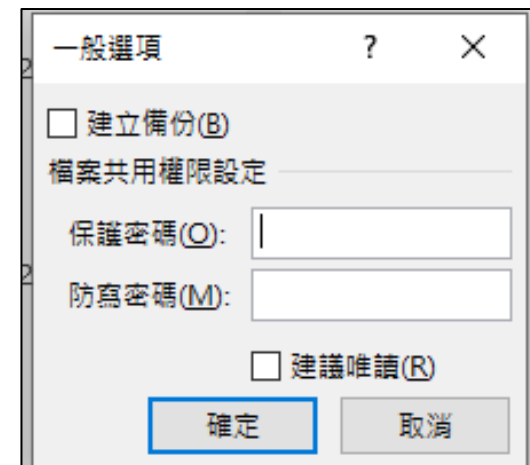 一般選項 ?
建立備份(B)
檔案共用權限設定
保護密碼(O):
防寫密碼(M):
建議唯讀(R)
確定 取消